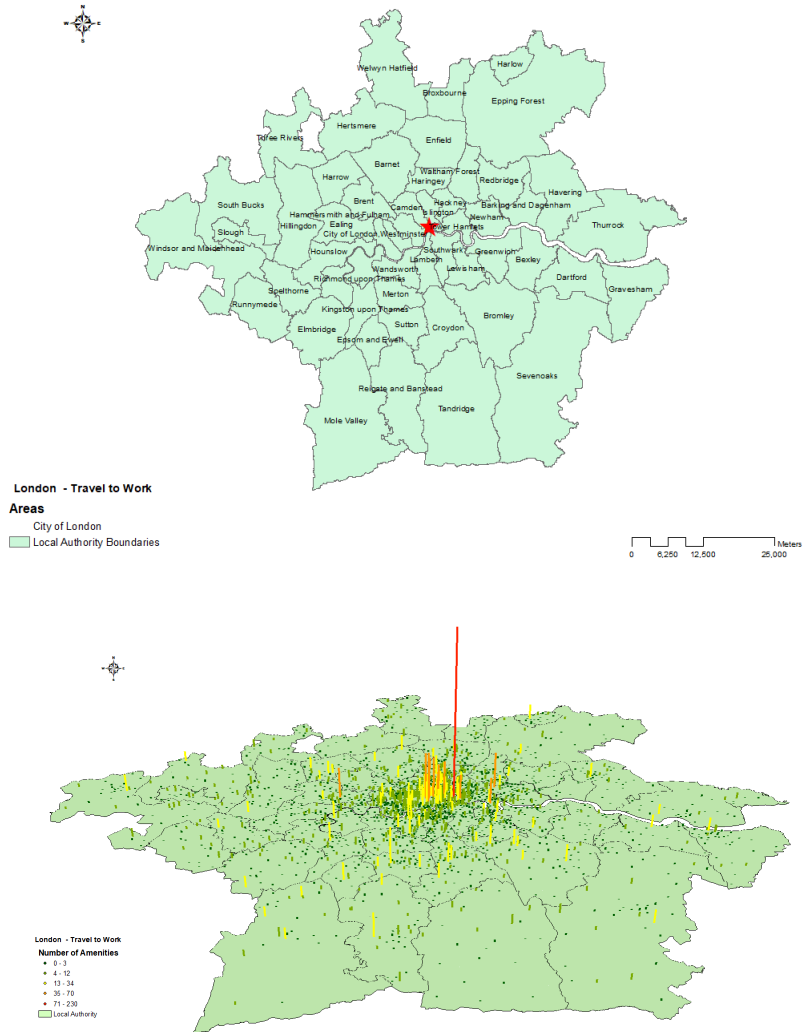 N
W E
S
Harlow
Welwyn Hatfield
Broxbourne
Epping Forest
Hertsmere
Three Rivers
Enfield
Barnet
Waltham Forest
Harrow
Haringey
Redbridge
Havering
Brent
Camden
Hackney
Barking and Dagenham
South Bucks
Islington
Hammersmith and Fulham
Newham
Hillingdon
Ealing
Tower Hamlets
Thurrock
Slough
City of London
Westminster
Windsor and Maidenhead
Hounslow
Southwark
Greenwich
Lambeth
Bexley
Wandsworth
Lewisham
Richmond upon Thames
Dartford
Spelthorne
Gravesham
Merton
Runnymede
Kingston upon Thames
Bromley
Elmbridge
Sutton
Croydon
Epsom and Ewell
Sevenoaks
Reigate and Banstead
Tandridge
Mole Valley
London - Travel to Work
Areas
City of London
Local Authority Boundaries
Meters
0 6,250 12,500 25,000
London - Travel to Work
Number of Amenities
0 - 3
4 - 12
13 - 34
35 - 70
71 - 230
Local Authority